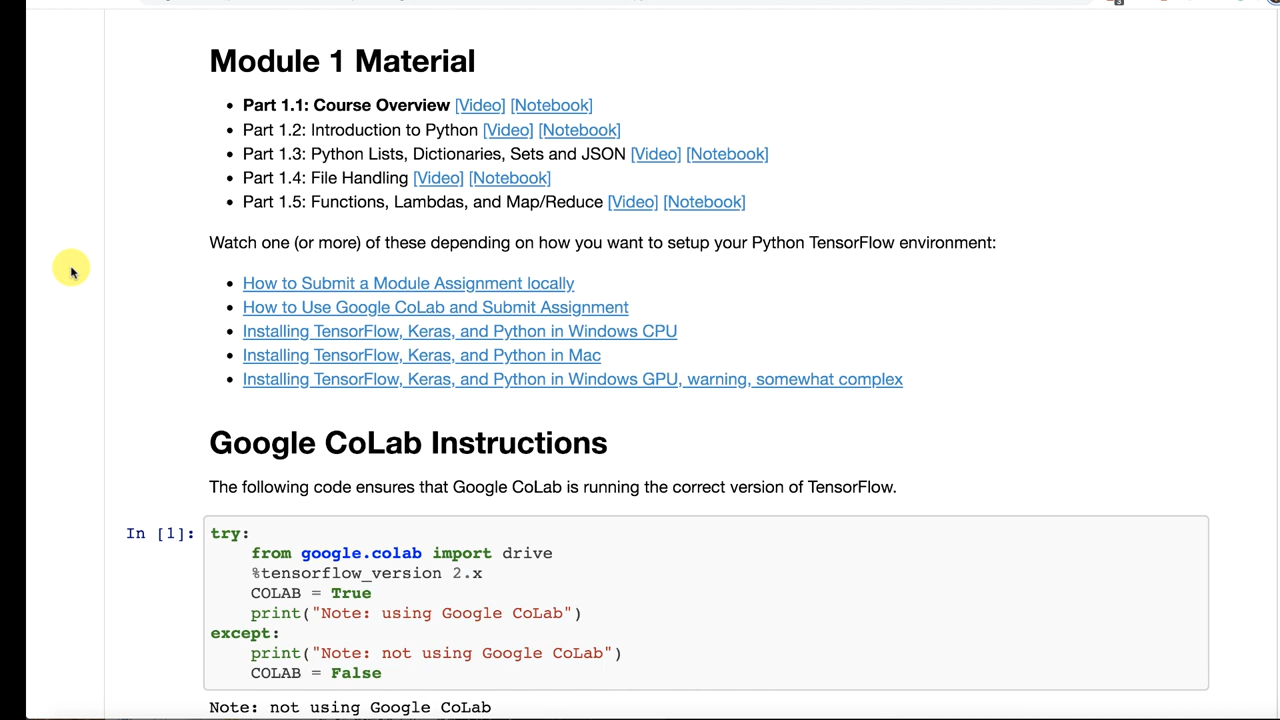 Module 1 Material
• Part 1.1: Course Overview [Video] [Notebook]
• Part 1.2: Introduction to Python [Video] [Notebook]
• Part 1.3: Python Lists, Dictionaries, Sets and JSON [Video] [Notebook]
• Part 1.4: File Handling [Video] [Notebook]
• Part 1.5: Functions, Lambdas, and Map/Reduce [Video] [Notebook]
Watch one (or more) of these depending on how you want to setup your Python TensorFlow environment:
• How to Submit a Module Assignment locally
• How to Use Google CoLab and Submit Assignment
• Installing TensorFlow, Keras, and Python in Windows CPU
• Installing TensorFlow, Keras, and Python in Mac
• Installing TensorFlow, Keras, and Python in Windows GPU, warning, somewhat complex
Google CoLab Instructions
The following code ensures that Google CoLab is running the correct version of TensorFlow.
In [1]: try:
    from google.colab import drive
    %tensorflow_version 2.x
    COLAB = True
    print("Note: using Google CoLab")
except:
    print("Note: not using Google CoLab")
    COLAB = False
Note: not using Google CoLab